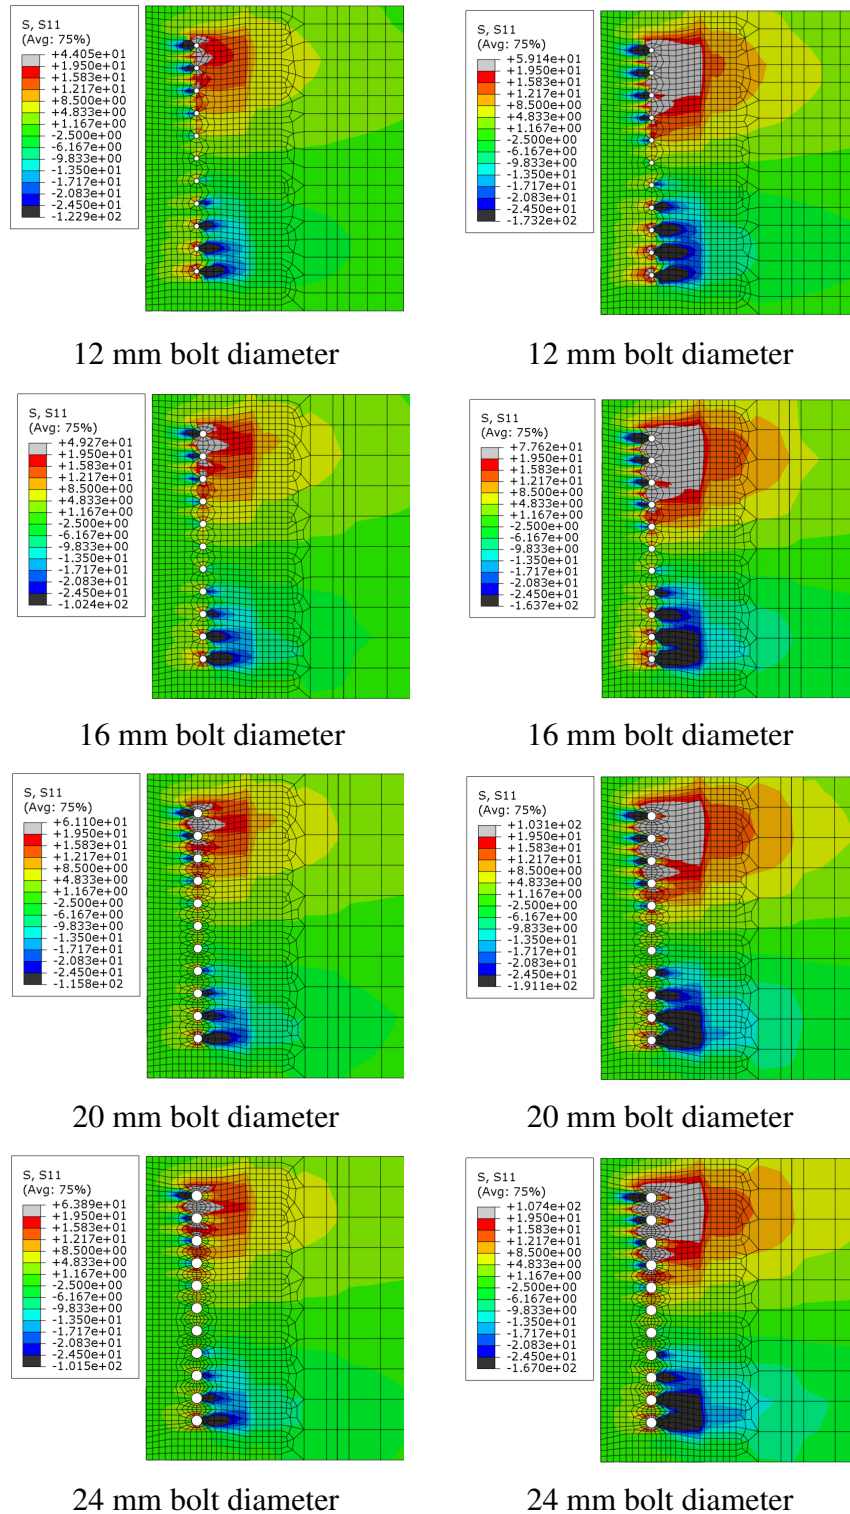 S, S11
(Avg: 75%)
+4.405e+01
+1.950e+01
+1.583e+01
+1.217e+01
+8.500e+00
+4.833e+00
+1.167e+00
-2.500e+00
-6.167e+00
-9.833e+00
-1.350e+01
-1.717e+01
-2.083e+01
-2.450e+01
-1.229e+02
S, S11
(Avg: 75%)
+5.914e+01
+1.950e+01
+1.583e+01
+1.217e+01
+8.500e+00
+4.833e+00
+1.167e+00
-2.500e+00
-6.167e+00
-9.833e+00
-1.350e+01
-1.717e+01
-2.083e+01
-2.450e+01
-1.732e+02
12 mm bolt diameter
12 mm bolt diameter
S, S11
(Avg: 75%)
+4.927e+01
+1.950e+01
+1.583e+01
+1.217e+01
+8.500e+00
+4.833e+00
+1.167e+00
-2.500e+00
-6.167e+00
-9.833e+00
-1.350e+01
-1.717e+01
-2.083e+01
-2.450e+01
-1.024e+02
S, S11
(Avg: 75%)
+7.762e+01
+1.950e+01
+1.583e+01
+1.217e+01
+8.500e+00
+4.833e+00
+1.167e+00
-2.500e+00
-6.167e+00
-9.833e+00
-1.350e+01
-1.717e+01
-2.083e+01
-2.450e+01
-1.637e+02
16 mm bolt diameter
16 mm bolt diameter
S, S11
(Avg: 75%)
+6.110e+01
+1.950e+01
+1.583e+01
+1.217e+01
+8.500e+00
+4.833e+00
+1.167e+00
-2.500e+00
-6.167e+00
-9.833e+00
-1.350e+01
-1.717e+01
-2.083e+01
-2.450e+01
-1.158e+02
S, S11
(Avg: 75%)
+1.031e+02
+1.950e+01
+1.583e+01
+1.217e+01
+8.500e+00
+4.833e+00
+1.167e+00
-2.500e+00
-6.167e+00
-9.833e+00
-1.350e+01
-1.717e+01
-2.083e+01
-2.450e+01
-1.911e+02
20 mm bolt diameter
20 mm bolt diameter
S, S11
(Avg: 75%)
+6.389e+01
+1.950e+01
+1.583e+01
+1.217e+01
+8.500e+00
+4.833e+00
+1.167e+00
-2.500e+00
-6.167e+00
-9.833e+00
-1.350e+01
-1.717e+01
-2.083e+01
-2.450e+01
-1.015e+02
S, S11
(Avg: 75%)
+1.074e+02
+1.950e+01
+1.583e+01
+1.217e+01
+8.500e+00
+4.833e+00
+1.167e+00
-2.500e+00
-6.167e+00
-9.833e+00
-1.350e+01
-1.717e+01
-2.083e+01
-2.450e+01
-1.670e+02
24 mm bolt diameter
24 mm bolt diameter